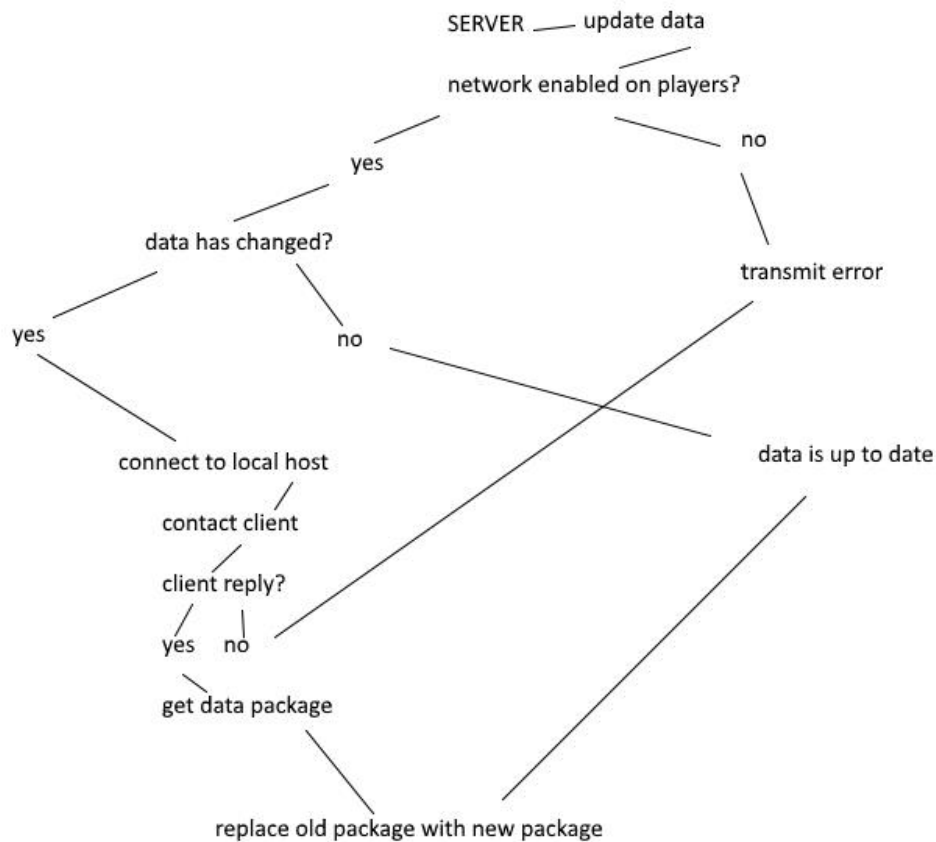 SERVER
update data
network enabled on players?
yes
no
data has changed?
transmit error
yes
no
connect to local host
data is up to date
contact client
client reply?
yes
no
get data package
replace old package with new package